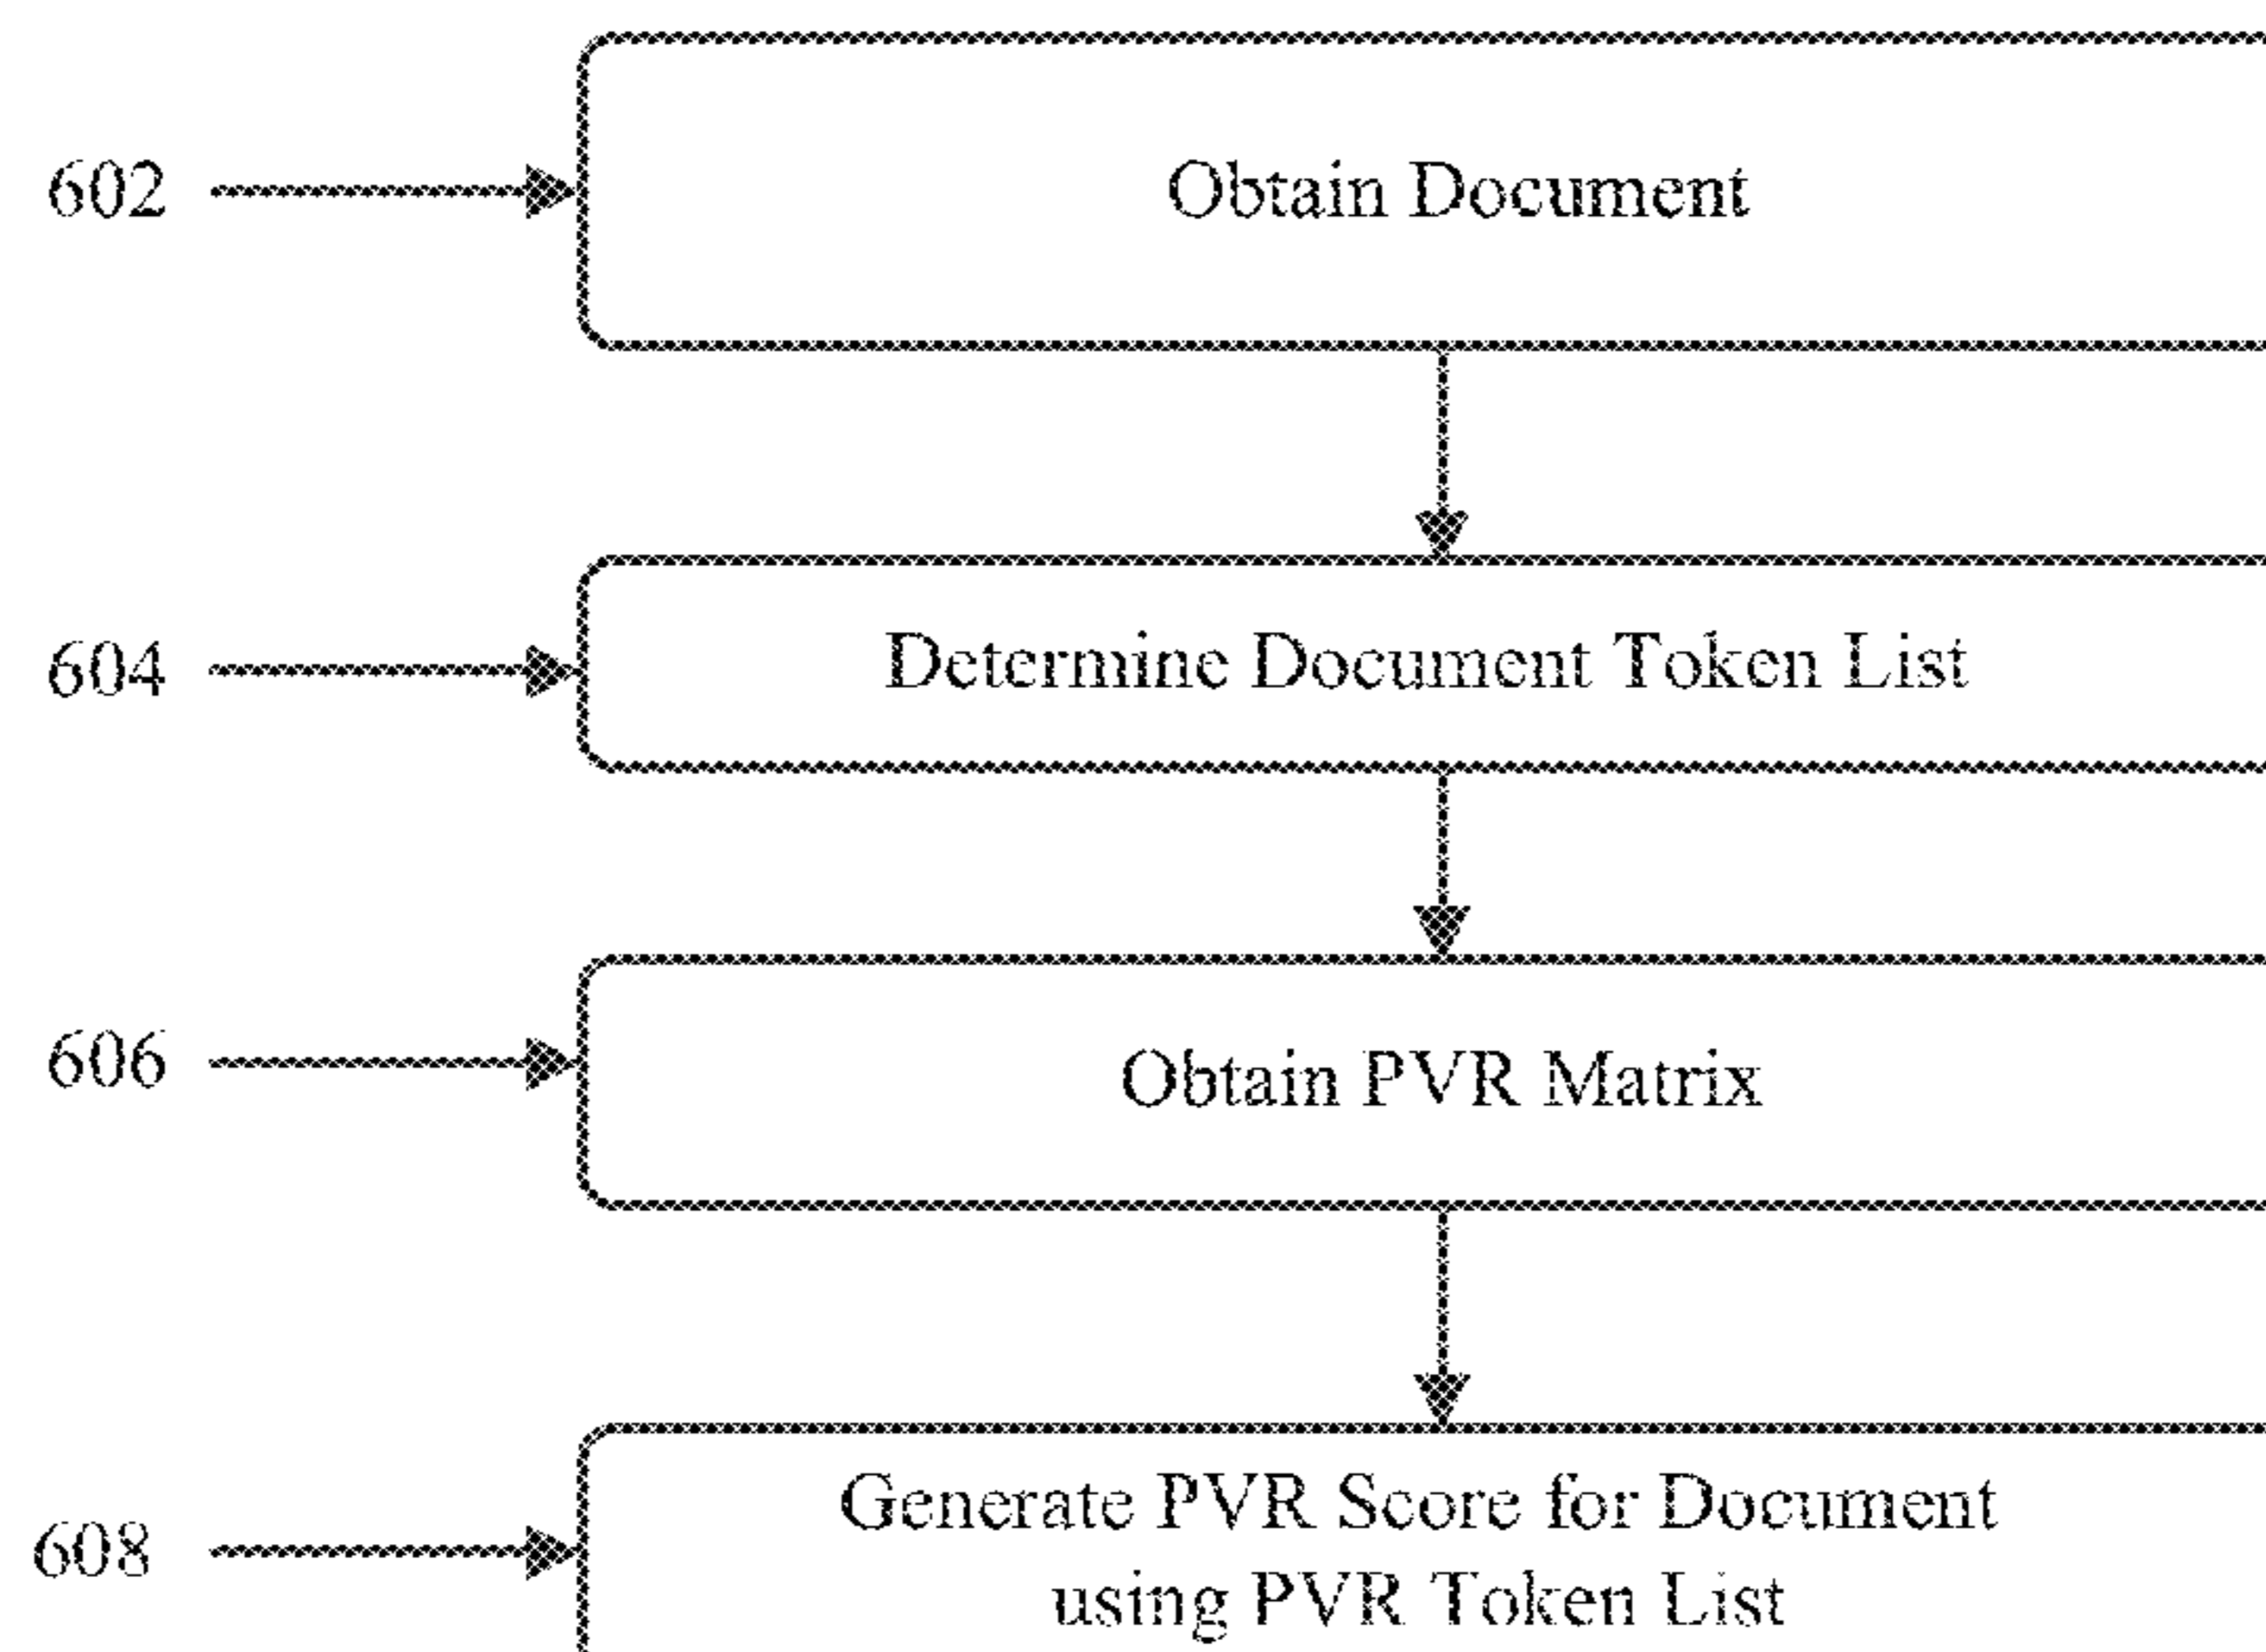 602
Obtain Document
604
Determine Document Token List
606
Obtain PVR Matrix
608
Generate PVR Score for Document
using PVR Token List